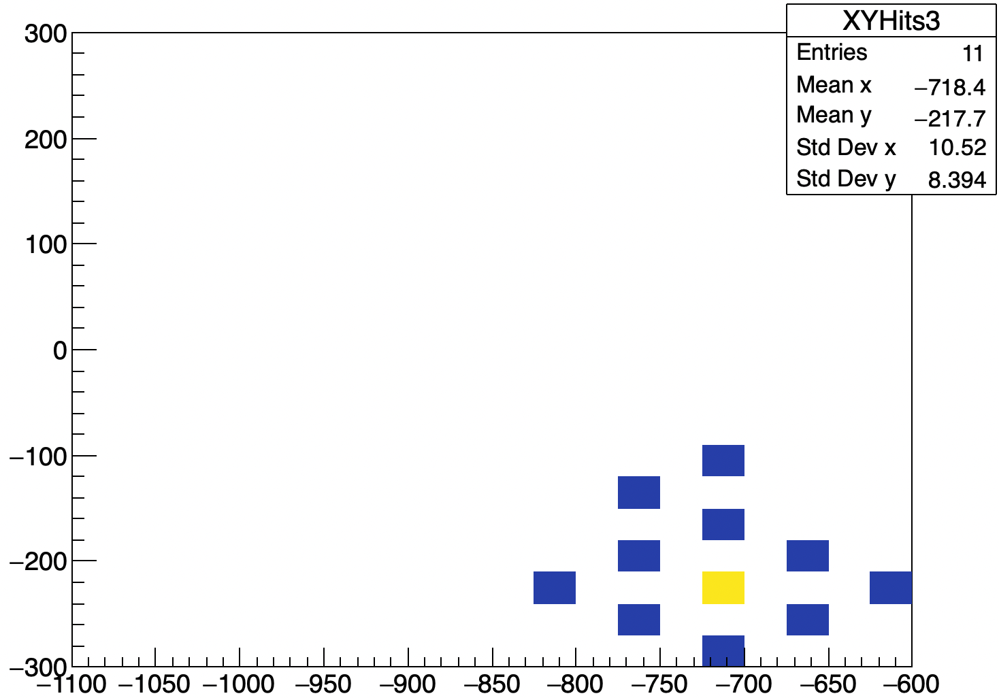 XYHits3
Entries 11
Mean x −718.4
Mean y −217.7
Std Dev x 10.52
Std Dev y 8.394
300
200
100
0
−100
−200
−300
−1100 −1050 −1000 −950 −900 −850 −800 −750 −700 −650 −600